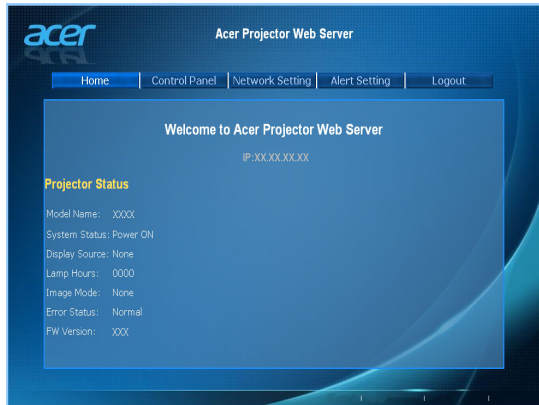 acer
Acer Projector Web Server
Home Control Panel Network Setting Alert Setting Logout
Welcome to Acer Projector Web Server
IP:XX.XX.XX.XX
Projector Status
Model Name: XXXX
System Status: Power ON
Display Source: None
Lamp Hours: 0000
Image Mode: None
Error Status: Normal
FW Version: XXX